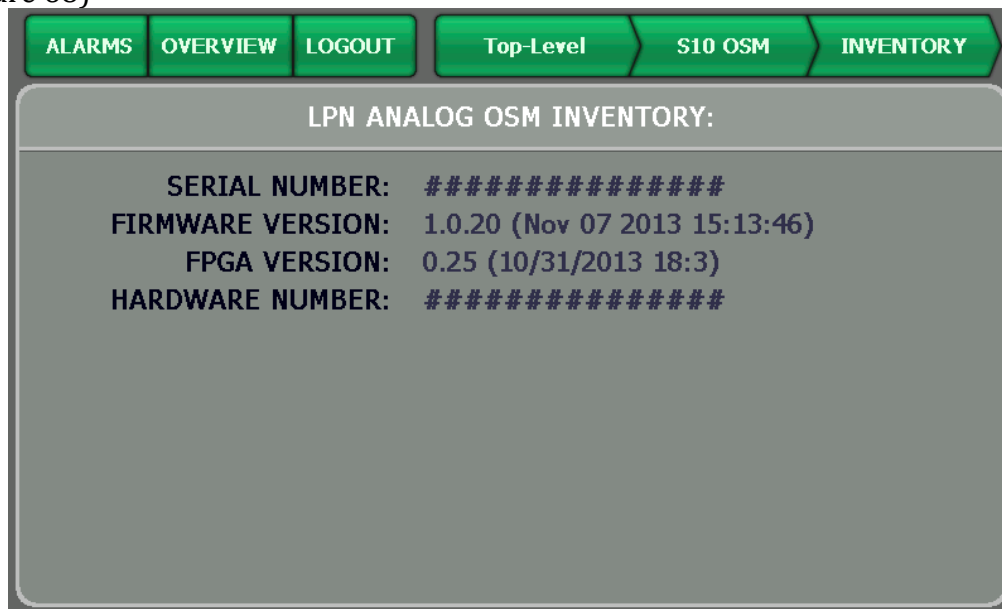 ALARMS OVERVIEW LOGOUT Top-Level S10 OSM INVENTORY
LPN ANALOG OSM INVENTORY:
SERIAL NUMBER: ###############
FIRMWARE VERSION: 1.0.20 (Nov 07 2013 15:13:46)
FPGA VERSION: 0.25 (10/31/2013 18:3)
HARDWARE NUMBER: ###############